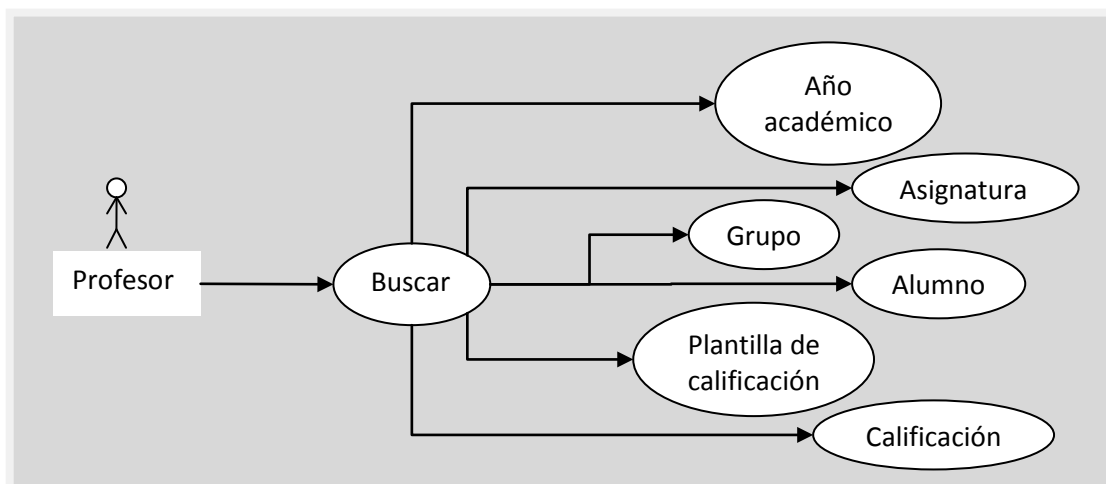 Año
académico
Asignatura
Grupo
Profesor
Buscar
Alumno
Plantilla de
calificación
Calificación